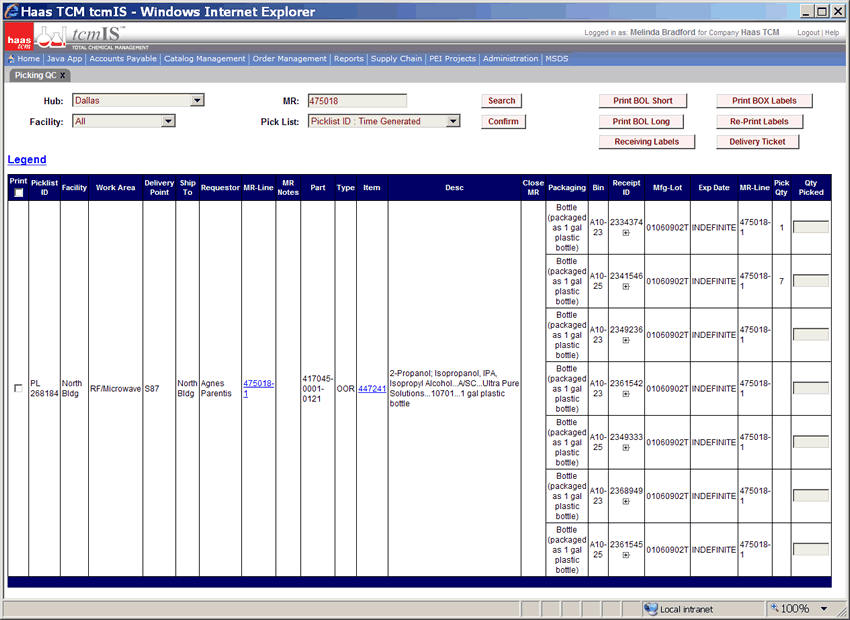 Haas TCM tcmIS - Windows Internet Explorer
haas tcm
tcmIS™
TOTAL CHEMICAL MANAGEMENT
Logged in as: Melinda Bradford for Company Haas TCM
Logout | Help
Home | Java App | Accounts Payable | Catalog Management | Order Management | Reports | Supply Chain | PEI Projects | Administration | MSDS
Picking QC x
Hub: Dallas MR: 475018 Search Print BOL Short Print BOX Labels
Facility: All Pick List: Picklist ID : Time Generated Confirm Print BOL Long Re-Print Labels
Receiving Labels Delivery Ticket
Legend
Print Picklist ID Facility Work Area Delivery Point Ship To Requestor MR-Line MR Notes Part Type Item Desc Close MR Packaging Bin Receipt ID Mfg-Lot Exp Date MR-Line Pick Qty Qty Picked
PL 268184 North Bldg RF/Microwave S87 North Bldg Agnes Parentis 475018-1 417045-0001-0121 OOR 447241
2-Propanol; Isopropanol, IPA,
Isopropyl Alcohol...A/SC...Ultra Pure
Solutions...10701...1 gal plastic
bottle
Bottle (packaged as 1 gal plastic bottle) A10-23 2334374 01060902T INDEFINITE 475018-1 1
Bottle (packaged as 1 gal plastic bottle) A10-25 2341546 01060902T INDEFINITE 475018-1 7
Bottle (packaged as 1 gal plastic bottle) A10-23 2349236 01060902T INDEFINITE 475018-1
Bottle (packaged as 1 gal plastic bottle) A10-23 2361542 01060902T INDEFINITE 475018-1
Bottle (packaged as 1 gal plastic bottle) A10-25 2349333 01060902T INDEFINITE 475018-1
Bottle (packaged as 1 gal plastic bottle) A10-23 2368949 01060902T INDEFINITE 475018-1
Bottle (packaged as 1 gal plastic bottle) A10-25 2361545 01060902T INDEFINITE 475018-1
Local intranet 100%